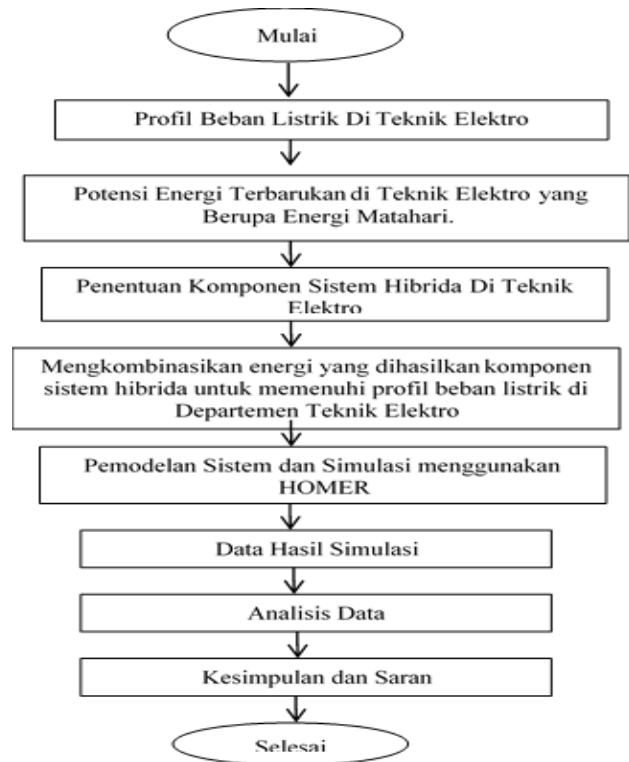 Mulai
Profil Beban Listrik Di Teknik Elektro
Potensi Energi Terbarukan di Teknik Elektro yang
Berupa Energi Matahari.
Penentuan Komponen Sistem Hibrida Di Teknik
Elektro
Mengkombinasikan energi yang dihasilkan komponen
sistem hibrida untuk memenuhi profil beban listrik di
Departemen Teknik Elektro
Pemodelan Sistem dan Simulasi menggunakan
HOMER
Data Hasil Simulasi
Analisis Data
Kesimpulan dan Saran
Selesai